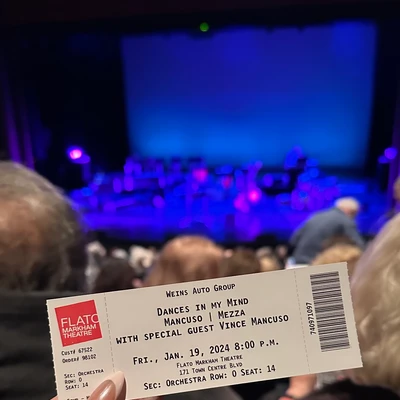 Weins Auto Group
Dances in my Mind
Mancuso | Mezza
with special guest Vince Mancuso
Fri., Jan. 19, 2024 8:00 p.m.
Flato Markham Theatre
171 Town Centre Blvd
Sec: Orchestra Row: O Seat: 14
FLATO
MARKHAM
THEATRE
Cust# 67522
Order# 98102
Sec: Orchestra
Row: O
Seat: 14
740971097